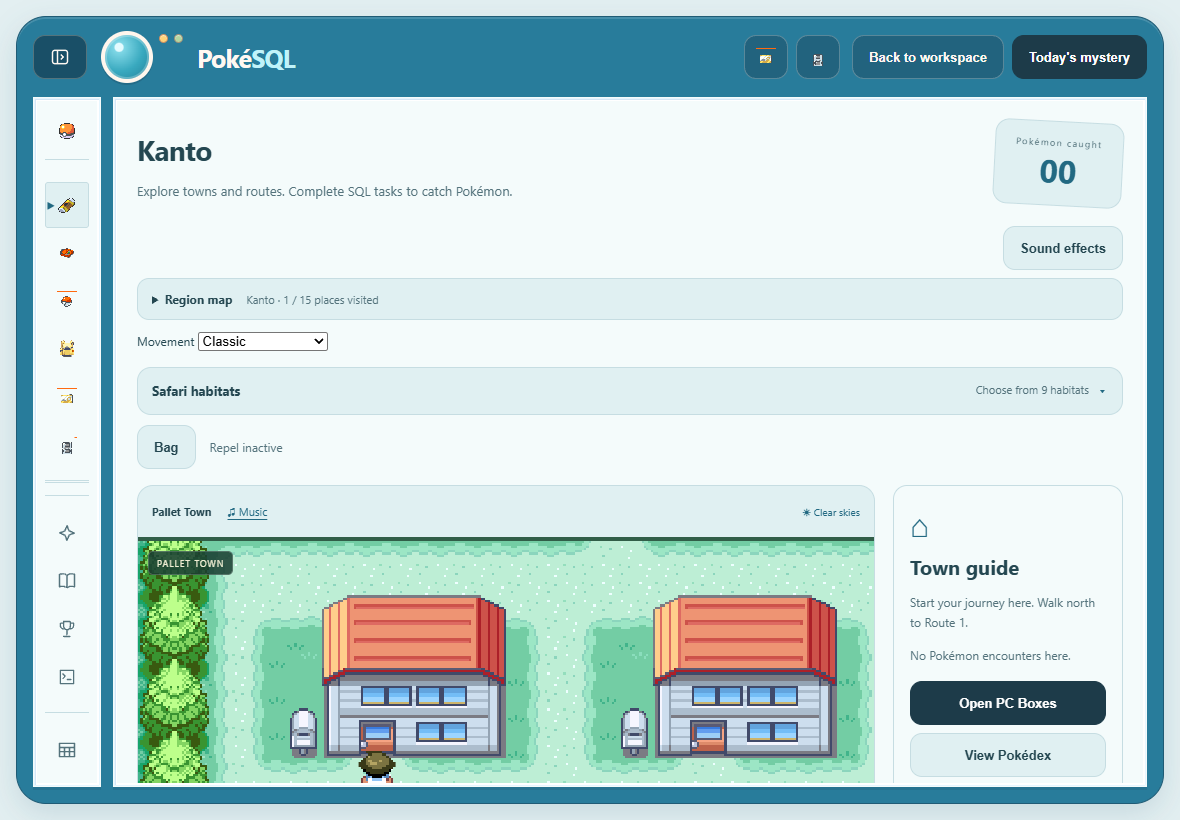 PokéSQL
Back to workspace
Today's mystery
Kanto
Explore towns and routes. Complete SQL tasks to catch Pokémon.
Pokémon caught
00
Sound effects
Region map Kanto · 1 / 15 places visited
Movement Classic
Safari habitats Choose from 9 habitats
Bag Repel inactive
Pallet Town ♫ Music ☀ Clear skies
PALLET TOWN
Town guide
Start your journey here. Walk north
to Route 1.
No Pokémon encounters here.
Open PC Boxes
View Pokédex